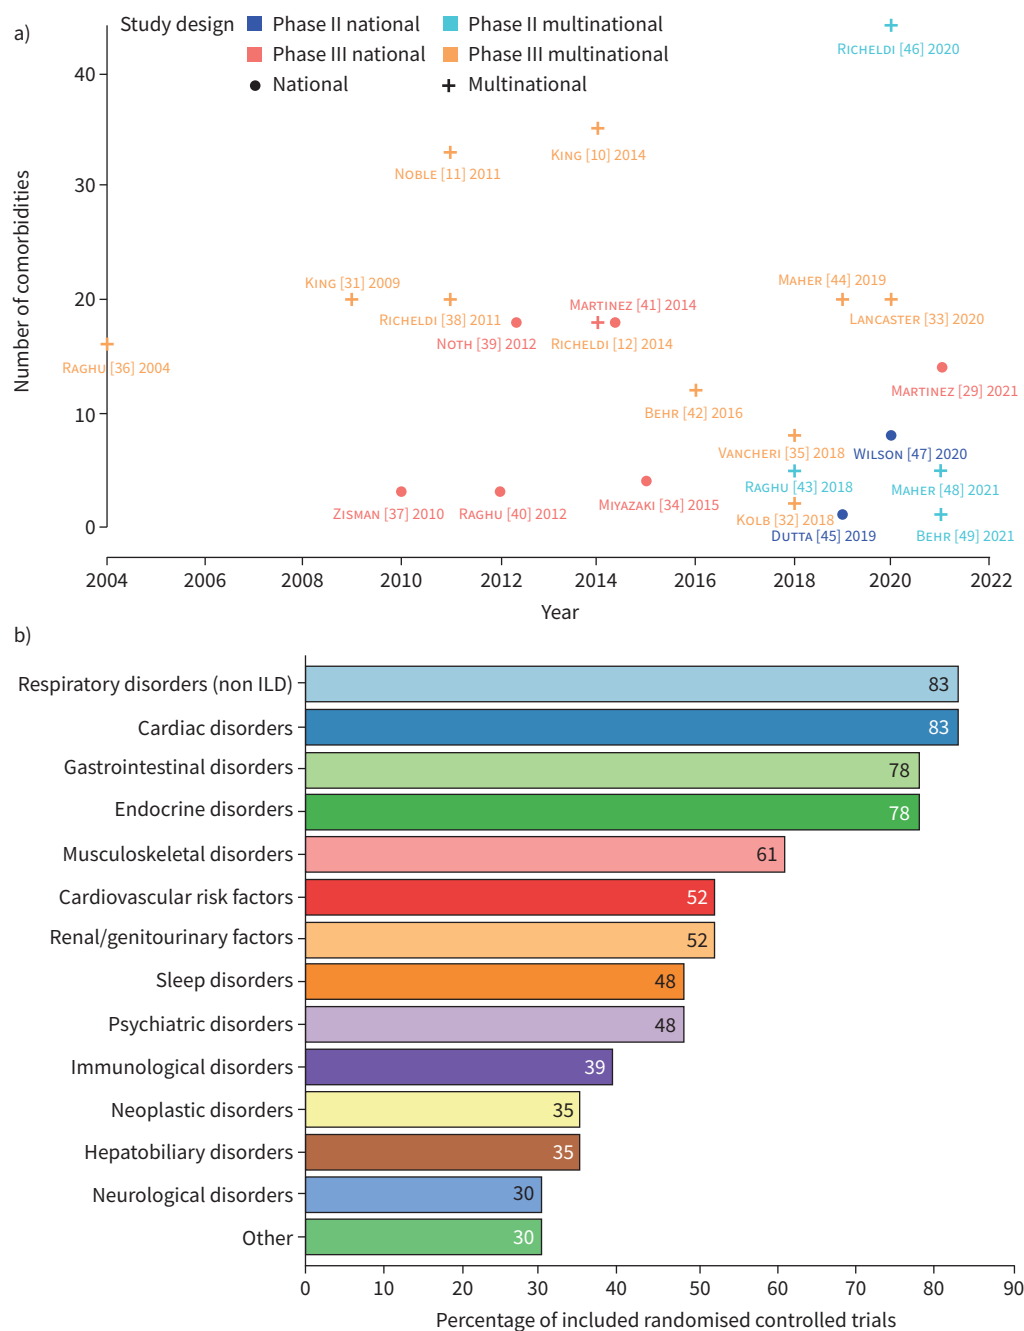 a)
Study design
Phase II national
Phase II multinational
Phase III national
Phase III multinational
National
Multinational
Number of comorbidities
40
30
20
10
0
RICHELDI [46] 2020
KING [10] 2014
NOBLE [11] 2011
KING [31] 2009
MAHER [44] 2019
MARTINEZ [41] 2014
RICHELDI [38] 2011
LANCASTER [33] 2020
NOTH [39] 2012
RICHELDI [12] 2014
RAGHU [36] 2004
MARTINEZ [29] 2021
BEHR [42] 2016
VANCHERI [35] 2018
WILSON [47] 2020
RAGHU [43] 2018
MAHER [48] 2021
MIYAZAKI [34] 2015
ZISMAN [37] 2010
RAGHU [40] 2012
KOLB [32] 2018
DUTTA [45] 2019
BEHR [49] 2021
2004 2006 2008 2010 2012 2014 2016 2018 2020 2022
Year
b)
Respiratory disorders (non ILD) 83
Cardiac disorders 83
Gastrointestinal disorders 78
Endocrine disorders 78
Musculoskeletal disorders 61
Cardiovascular risk factors 52
Renal/genitourinary factors 52
Sleep disorders 48
Psychiatric disorders 48
Immunological disorders 39
Neoplastic disorders 35
Hepatobiliary disorders 35
Neurological disorders 30
Other 30
0 10 20 30 40 50 60 70 80 90
Percentage of included randomised controlled trials